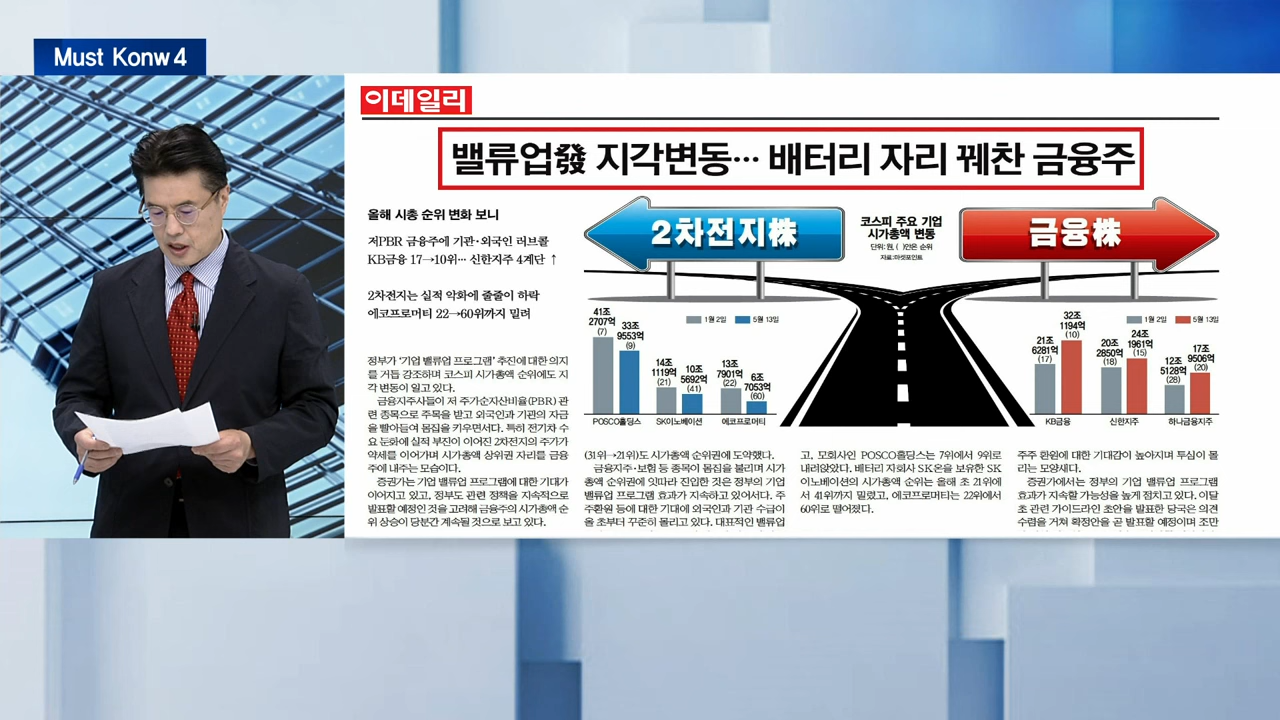 Must Konw 4
이데일리
밸류업發 지각변동… 배터리 자리 꿰찬 금융주
올해 시총 순위 변화 보니
저PBR 금융주에 기관·외국인 러브콜
KB금융 17→10위… 신한지주 4계단 ↑
2차전지는 실적 악화에 줄줄이 하락
에코프로머티 22→60위까지 밀려
2차전지株
코스피 주요 기업
시가총액 변동
단위:원, ( )안은 순위
자료:마켓포인트
금융株
1월 2일
5월 13일
41조
2707억
(7)
33조
9553억
(9)
14조
1119억
(21)
10조
5692억
(41)
13조
7901억
(22)
6조
7053억
(60)
POSCO홀딩스
SK이노베이션
에코프로머티
1월 2일
5월 13일
21조
6281억
(17)
32조
1194억
(10)
20조
2850억
(18)
24조
1961억
(15)
12조
5128억
(28)
17조
9506억
(20)
KB금융
신한지주
하나금융지주
정부가 '기업 밸류업 프로그램' 추진에 대한 의지
를 거듭 강조하며 코스피 시가총액 순위에도 지
각 변동이 일고 있다.
금융지주사들이 저 주가순자산비율(PBR) 관
련 종목으로 주목을 받고 외국인과 기관의 자금
을 빨아들여 몸집을 키우면서다. 특히 전기차 수
요 둔화에 실적 부진이 이어진 2차전지의 주가가
약세를 이어가며 시가총액 상위권 자리를 금융
주에 내주는 모습이다.
증권가는 기업 밸류업 프로그램에 대한 기대가
이어지고 있고, 정부도 관련 정책을 지속적으로
발표할 예정인 것을 고려해 금융주의 시가총액 순
위 상승이 당분간 계속될 것으로 보고 있다.
(31위→21위)도 시가총액 순위권에 도약했다.
금융지주·보험 등 종목이 몸집을 불리며 시가
총액 순위권에 잇따라 진입한 것은 정부의 기업
밸류업 프로그램 효과가 지속하고 있어서다. 주
주환원 등에 대한 기대에 외국인과 기관 수급이
올 초부터 꾸준히 몰리고 있다. 대표적인 밸류업
고, 모회사인 POSCO홀딩스는 7위에서 9위로
내려앉았다. 배터리 자회사 SK온을 보유한 SK
이노베이션의 시가총액 순위는 올해 초 21위에
서 41위까지 밀렸고, 에코프로머티는 22위에서
60위로 떨어졌다.
주주 환원에 대한 기대감이 높아지며 투심이 몰
리는 모양새다.
증권가에서는 정부의 기업 밸류업 프로그램
효과가 지속할 가능성을 높게 점치고 있다. 이달
초 관련 가이드라인 초안을 발표한 당국은 의견
수렴을 거쳐 확정안을 곧 발표할 예정이며 조만